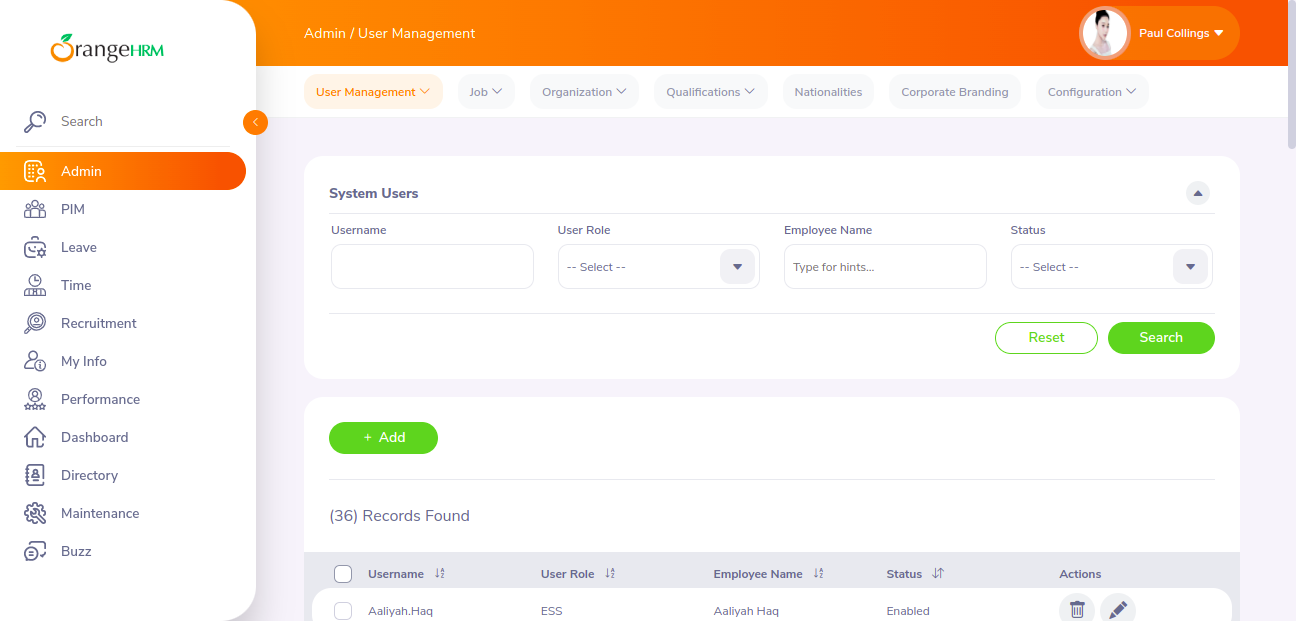 OrangeHRM
Search
Admin
PIM
Leave
Time
Recruitment
My Info
Performance
Dashboard
Directory
Maintenance
Buzz
Admin / User Management
Paul Collings
User Management
Job
Organization
Qualifications
Nationalities
Corporate Branding
Configuration
System Users
Username
User Role
Employee Name
Status
-- Select --
Type for hints...
-- Select --
Reset
Search
+ Add
(36) Records Found
Username
User Role
Employee Name
Status
Actions
Aaliyah.Haq
ESS
Aaliyah Haq
Enabled